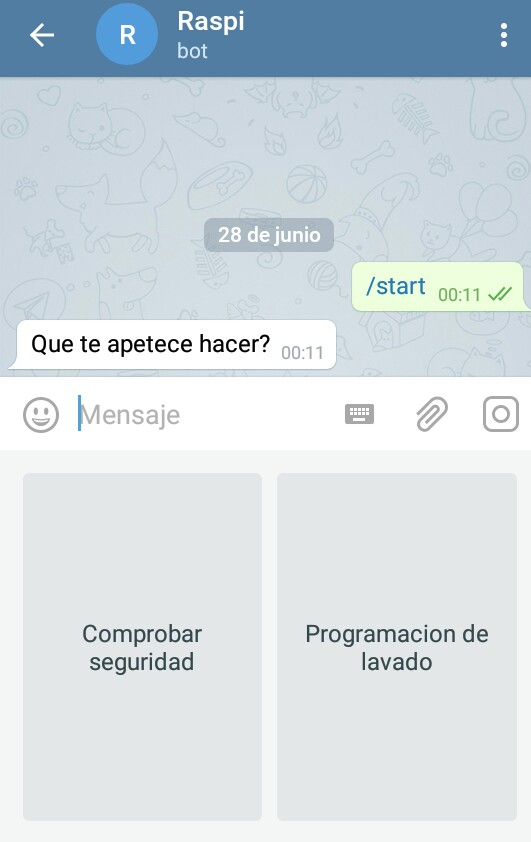 R
Raspi
bot
28 de junio
/start 00:11
Que te apetece hacer? 00:11
Mensaje
Comprobar
seguridad
Programacion de
lavado